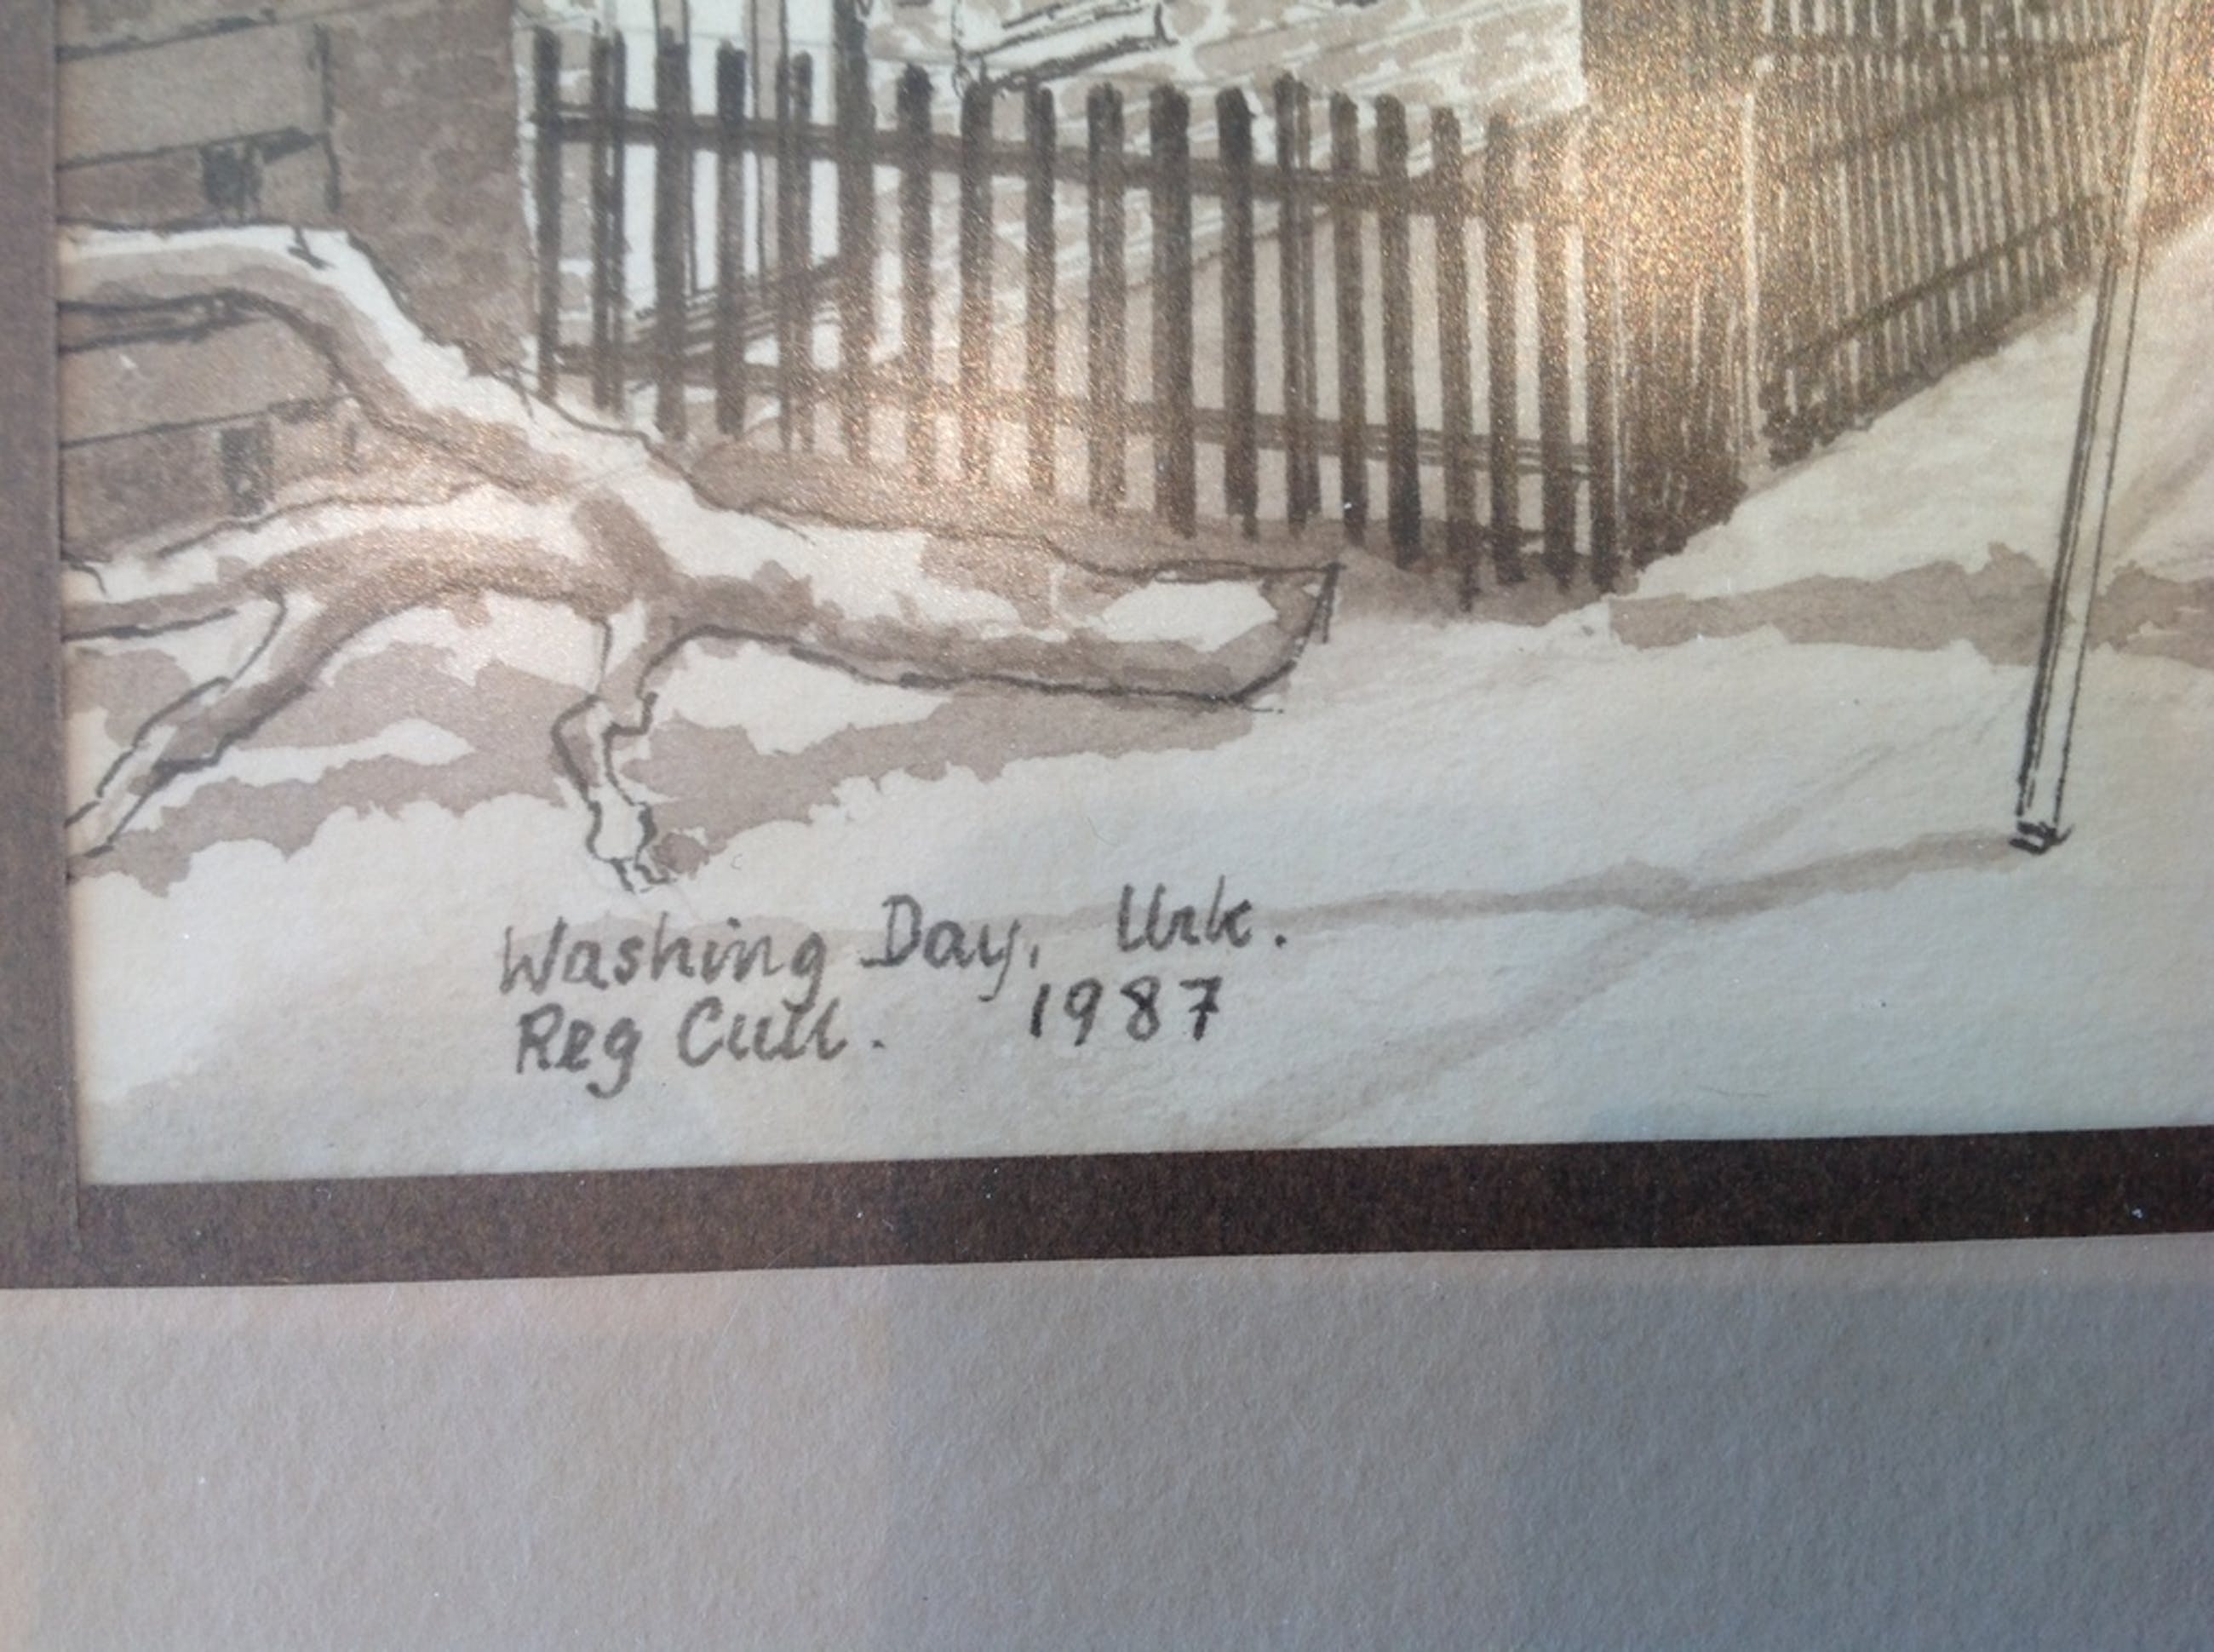 Washing Day, Urk.
Reg Cull. 1987